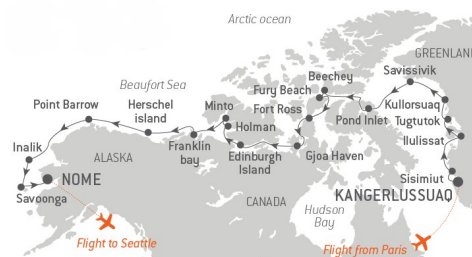 Arctic ocean
GREENLAND
Beechey
Savissivik
Beaufort Sea
Fury Beach
Kullorsuaq
Point Barrow
Herschel
island
Minto
Fort Ross
Tugtutok
Holman
Pond Inlet
Ilulissat
Inalik
ALASKA
Franklin
bay
Edinburgh
Island
Gjoa Haven
Sisimiut
NOME
KANGERLUSSUAQ
Savoonga
CANADA
Hudson
Bay
Flight to Seattle
Flight from Paris